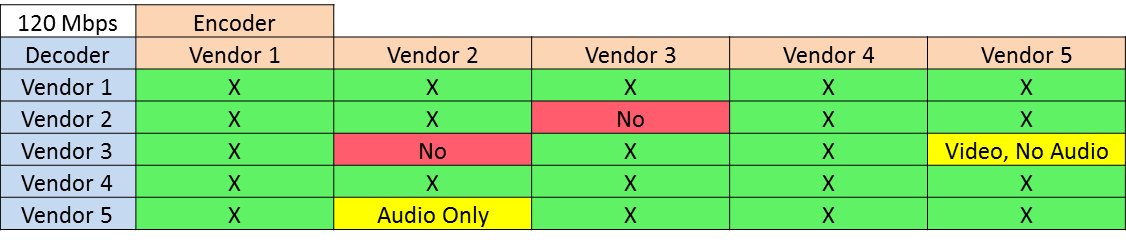 120 Mbps Encoder
Decoder Vendor 1 Vendor 2 Vendor 3 Vendor 4 Vendor 5
Vendor 1 X X X X X
Vendor 2 X X No X X
Vendor 3 X No X X Video, No Audio
Vendor 4 X X X X X
Vendor 5 X Audio Only X X X